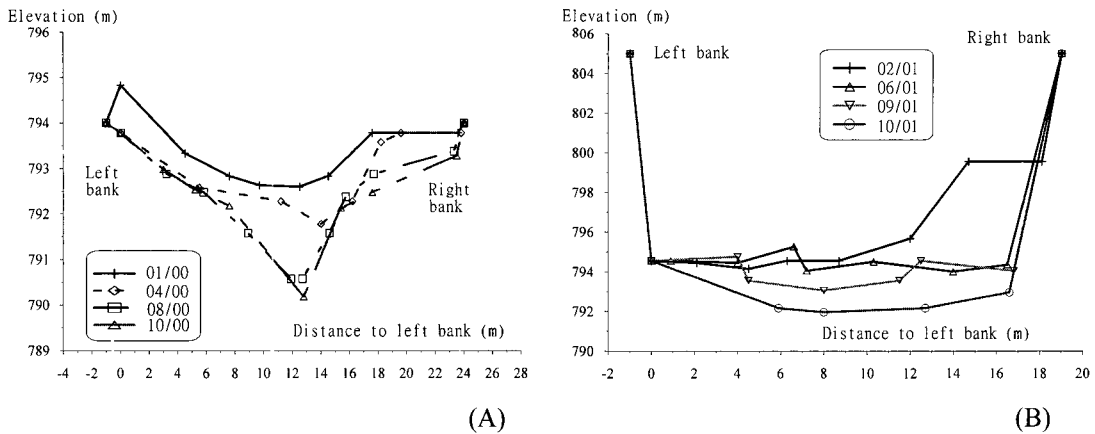 Elevation (m)
796
795
794
793
792
791
790
789
Left
bank
Right
bank
01/00
04/00
08/00
10/00
Distance to left bank (m)
-4 -2 0 2 4 6 8 10 12 14 16 18 20 22 24 26 28
(A)
Elevation (m)
806
804
802
800
798
796
794
792
790
Left bank
Right bank
02/01
06/01
09/01
10/01
Distance to left bank (m)
-2 0 2 4 6 8 10 12 14 16 18 20
(B)